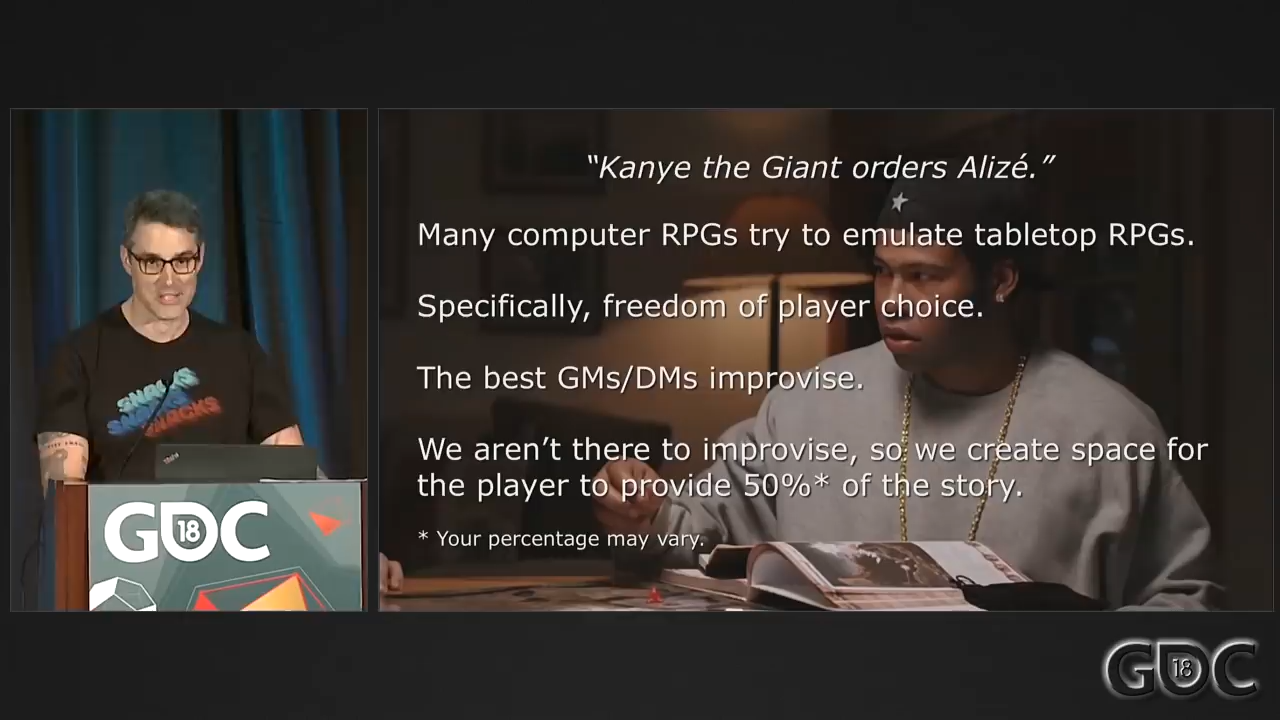 “Kanye the Giant orders Alizé.”
Many computer RPGs try to emulate tabletop RPGs.
Specifically, freedom of player choice.
The best GMs/DMs improvise.
We aren’t there to improvise, so we create space for
the player to provide 50%* of the story.
* Your percentage may vary.
SNACKS
GDC
18
GDC
18